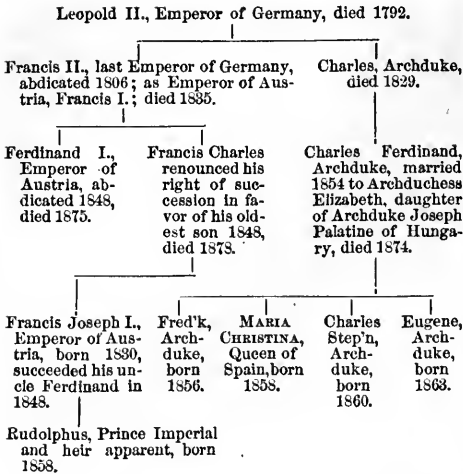 Leopold II., Emperor of Germany, died 1792.
Francis II., last Emperor of Germany,
abdicated 1806; as Emperor of Aus-
tria, Francis I.; died 1835.
Charles, Archduke,
died 1829.
Ferdinand I.,
Emperor of
Austria, ab-
dicated 1848,
died 1875.
Francis Charles
renounced his
right of suc-
cession in fa-
vor of his old-
est son 1848,
died 1878.
Charles Ferdinand,
Archduke, married
1854 to Archduchess
Elizabeth, daughter
of Archduke Joseph
Palatine of Hunga-
ry, died 1874.
Francis Joseph I.,
Emperor of Aus-
tria, born 1830,
succeeded his un-
cle Ferdinand in
1848.
Fred'k,
Arch-
duke,
born
1856.
MARIA
CHRISTINA,
Queen of
Spain, born
1858.
Charles
Step'n,
Arch-
duke,
born
1860.
Eugene,
Arch-
duke,
born
1863.
Rudolphus, Prince Imperial
and heir apparent, born
1858.